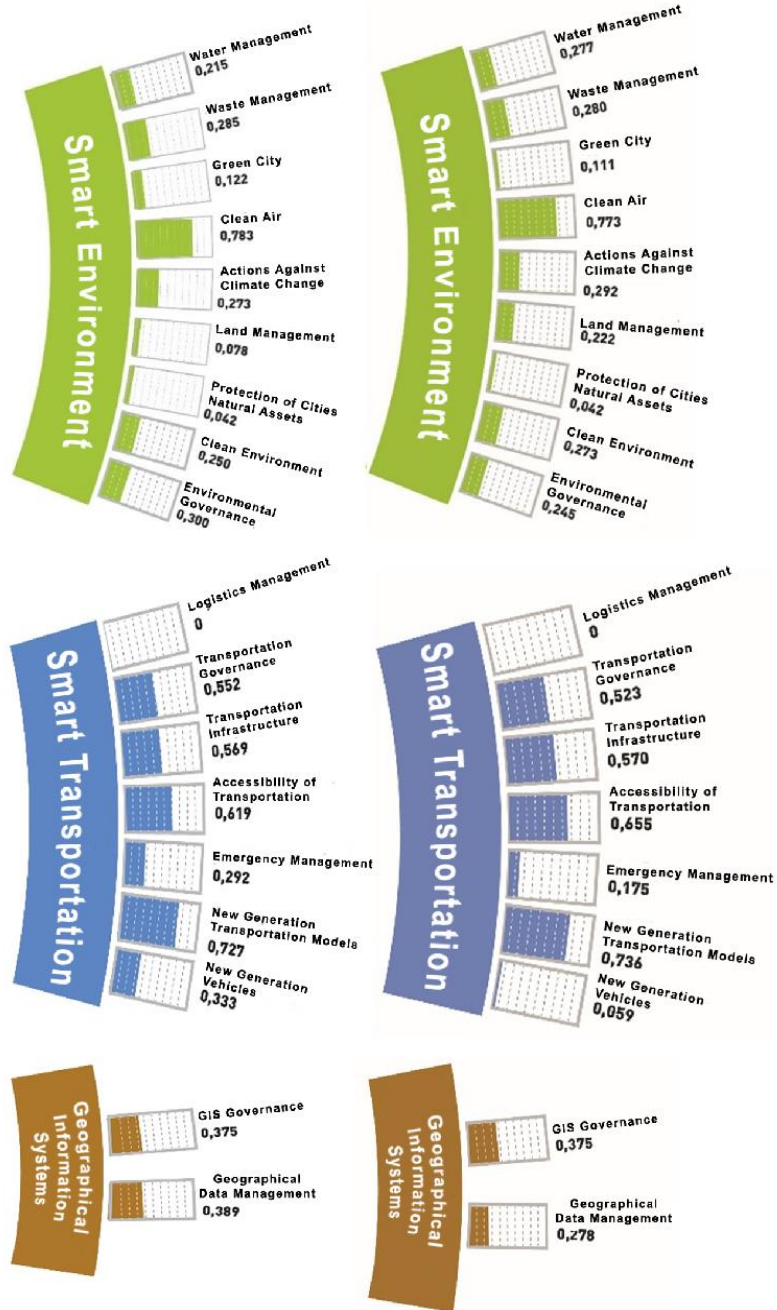 Smart Environment
Water Management
0,215
Waste Management
0,285
Green City
0,122
Clean Air
0,783
Actions Against
Climate Change
0,273
Land Management
0,078
Protection of Cities
Natural Assets
0,042
Clean Environment
0,250
Environmental
Governance
0,300
Smart Environment
Water Management
0,277
Waste Management
0,280
Green City
0,111
Clean Air
0,773
Actions Against
Climate Change
0,292
Land Management
0,222
Protection of Cities
Natural Assets
0,042
Clean Environment
0,273
Environmental
Governance
0,245
Smart Transportation
Logistics Management
0
Transportation
Governance
0,552
Transportation
Infrastructure
0,569
Accessibility of
Transportation
0,619
Emergency Management
0,292
New Generation
Transportation Models
0,727
New Generation
Vehicles
0,333
Smart Transportation
Logistics Management
0
Transportation
Governance
0,523
Transportation
Infrastructure
0,570
Accessibility of
Transportation
0,655
Emergency Management
0,175
New Generation
Transportation Models
0,736
New Generation
Vehicles
0,059
Geographical
Information
Systems
GIS Governance
0,375
Geographical
Data Management
0,389
Geographical
Information
Systems
GIS Governance
0,375
Geographical
Data Management
0,278